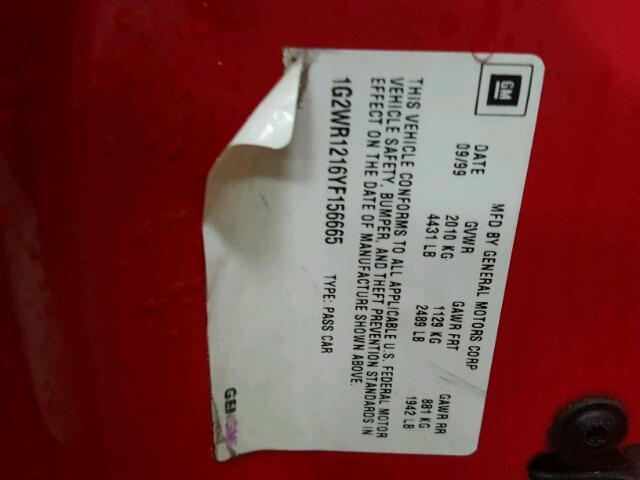 GM
MFD BY GENERAL MOTORS CORP
DATE GVWR GAWR FRT GAWR RR
09/99 2010 KG 1129 KG 881 KG
4431 LB 2489 LB 1942 LB
THIS VEHICLE CONFORMS TO ALL APPLICABLE U.S. FEDERAL MOTOR
VEHICLE SAFETY, BUMPER, AND THEFT PREVENTION STANDARDS IN
EFFECT ON THE DATE OF MANUFACTURE SHOWN ABOVE.
1G2WR1216YF156665 TYPE: PASS CAR